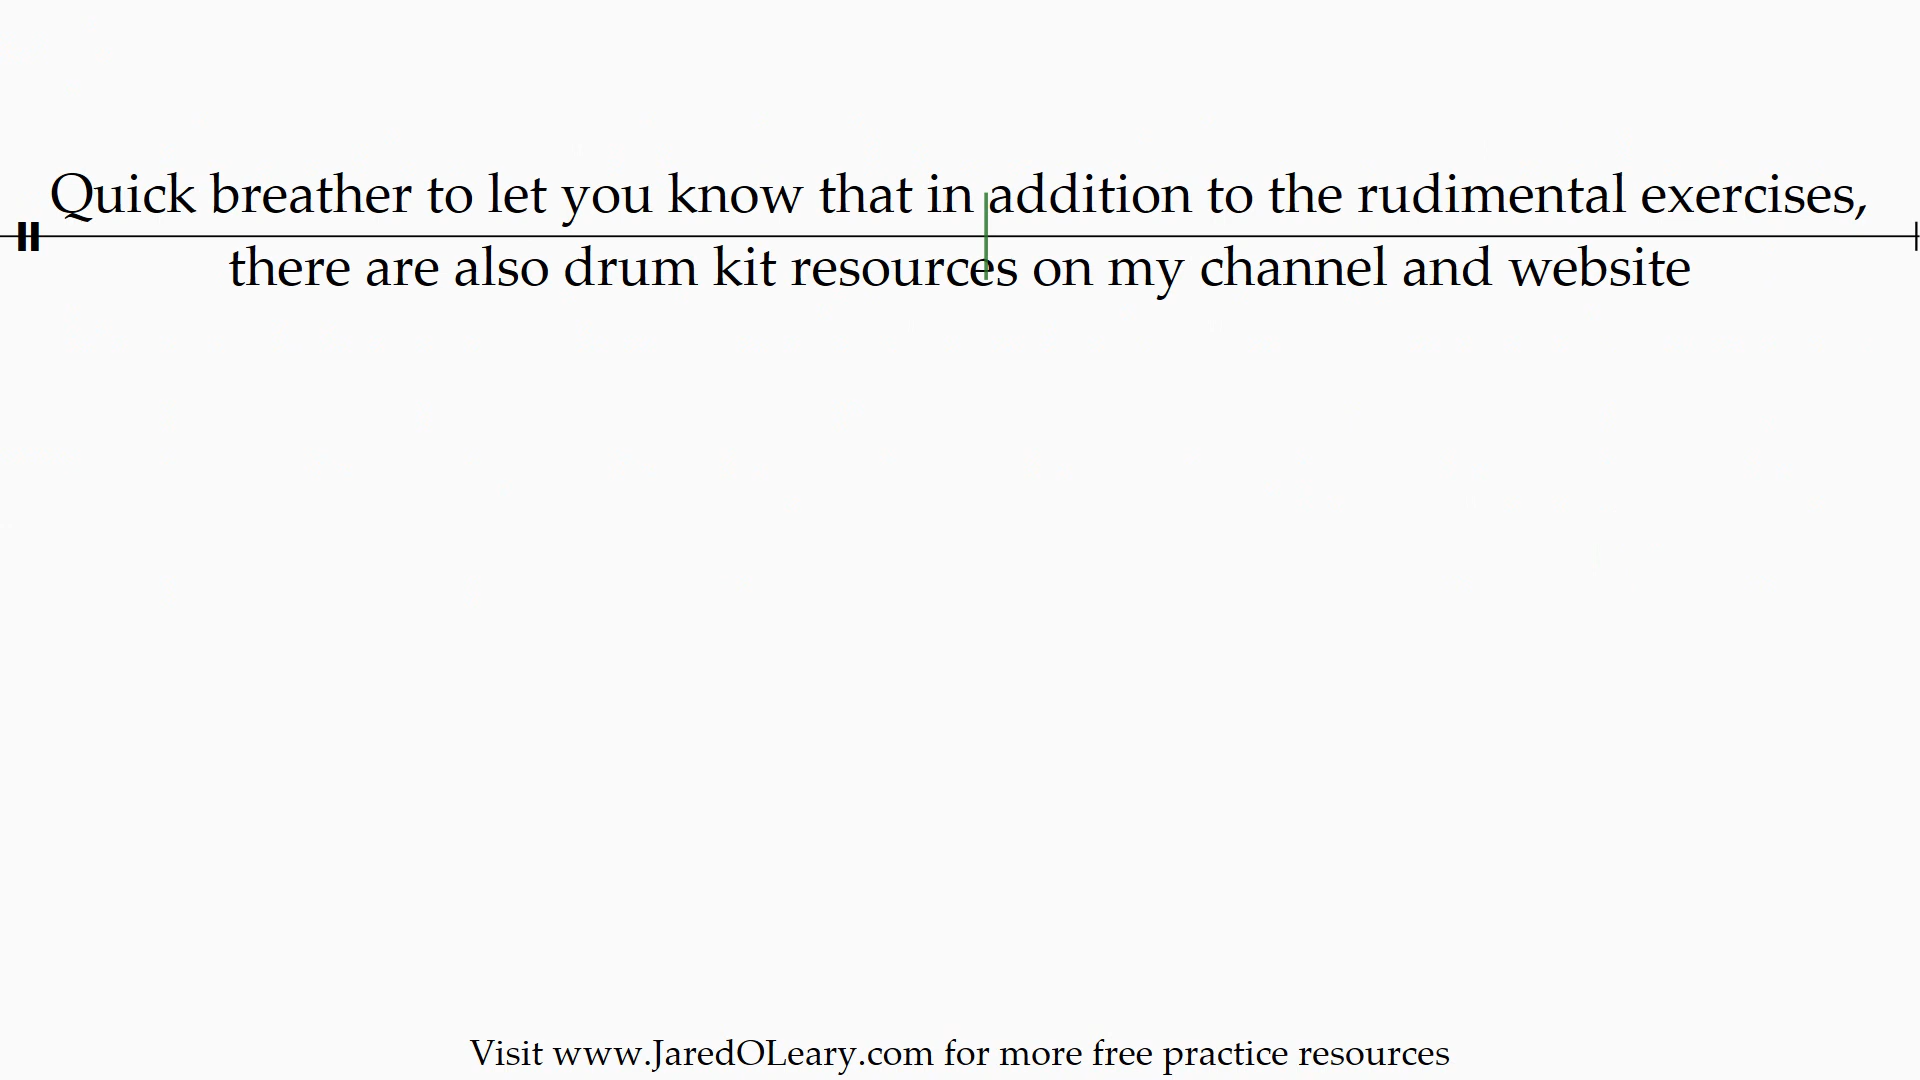 Quick breather to let you know that in addition to the rudimental exercises,
there are also drum kit resources on my channel and website
Visit www.JaredOLeary.com for more free practice resources